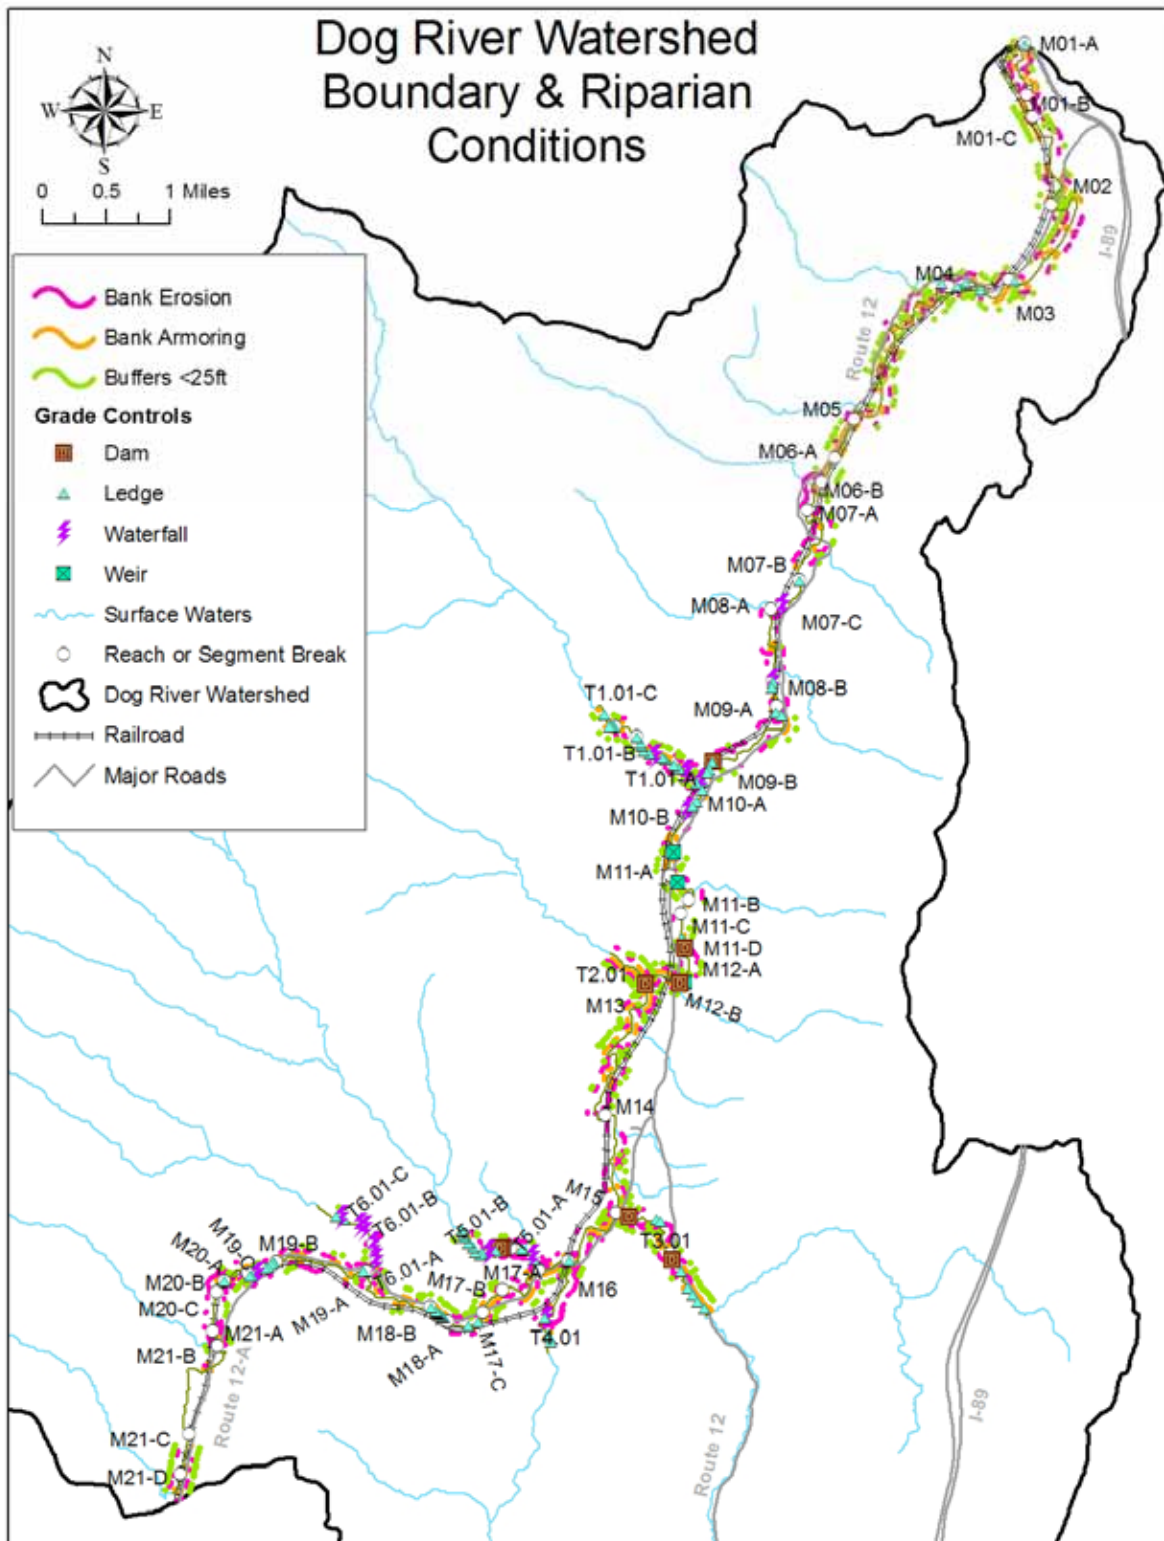 Dog River Watershed
Boundary & Riparian
Conditions
N
W
E
S
0 0.5 1 Miles
Bank Erosion
Bank Armoring
Buffers <25ft
Grade Controls
Dam
Ledge
Waterfall
Weir
Surface Waters
Reach or Segment Break
Dog River Watershed
Railroad
Major Roads
M01-A
M01-B
M01-C
M02
I-89
M04
M03
Route 12
M05
M06-A
M06-B
M07-A
M07-B
M08-A
M07-C
M08-B
T1.01-C
M09-A
T1.01-B
T1.01-A
M09-B
M10-A
M10-B
M11-A
M11-B
M11-C
M11-D
M12-A
T2.01
M12-B
M13
M14
M15
T6.01-C
T6.01-B
T5.01-B
T5.01-A
T3.01
M19-C
M19-B
M20-A
M20-B
M20-C
T6.01-A
M17-A
M17-B
M16
M19-A
M18-B
M18-A
M17-C
T4.01
M21-A
M21-B
Route 12-A
M21-C
M21-D
Route 12
I-89